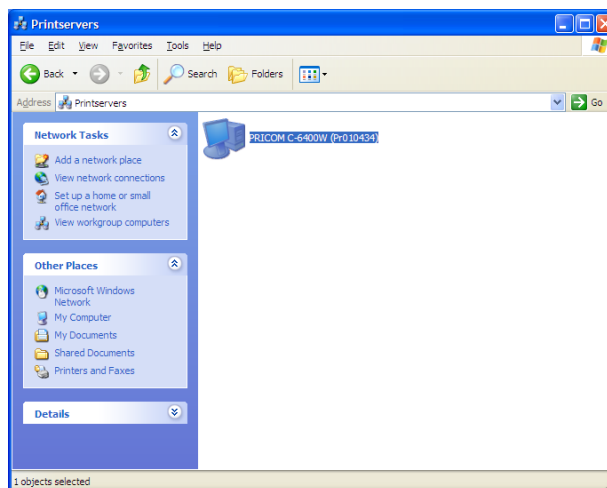 Printservers
File Edit View Favorites Tools Help
Back Search Folders
Address Printservers Go
Network Tasks
Add a network place
View network connections
Set up a home or small
office network
View workgroup computers
Other Places
Microsoft Windows
Network
My Computer
My Documents
Shared Documents
Printers and Faxes
Details
PRICOM C-6400W (Pr010434)
1 objects selected